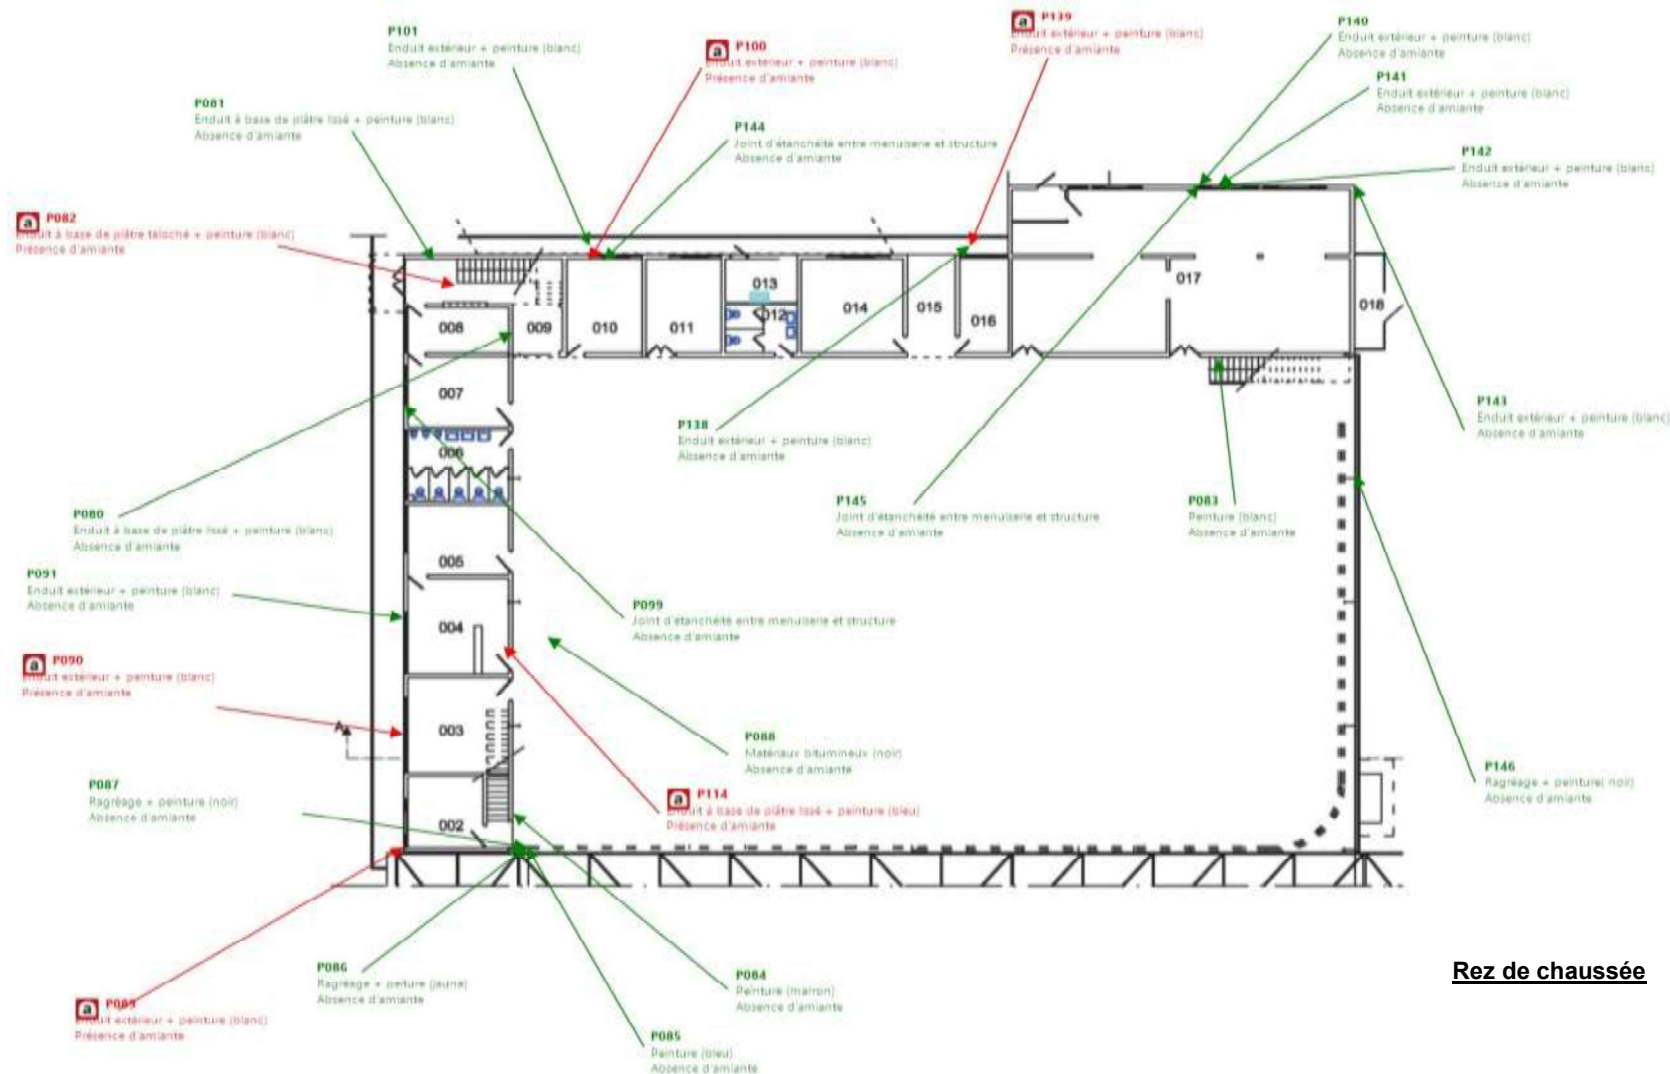 P101
Enduit extérieur + peinture (blanc)
Absence d'amiante
a P100
Enduit extérieur + peinture (blanc)
Présence d'amiante
a P139
Enduit extérieur + peinture (blanc)
Présence d'amiante
P140
Enduit extérieur + peinture (blanc)
Absence d'amiante
P141
Enduit extérieur + peinture (blanc)
Absence d'amiante
P081
Enduit à base de plâtre lissé + peinture (blanc)
Absence d'amiante
P144
Joint d'étanchéité entre menuiserie et structure
Absence d'amiante
P142
Enduit extérieur + peinture (blanc)
Absence d'amiante
a P082
Enduit à base de plâtre taloché + peinture (blanc)
Présence d'amiante
013
017
008
009
010
011
012
014
015
016
018
007
P143
Enduit extérieur + peinture (blanc)
Absence d'amiante
P138
Enduit extérieur + peinture (blanc)
Absence d'amiante
006
P080
Enduit à base de plâtre lissé + peinture (blanc)
Absence d'amiante
P145
Joint d'étanchéité entre menuiserie et structure
Absence d'amiante
P083
Peinture (blanc)
Absence d'amiante
005
P091
Enduit extérieur + peinture (blanc)
Absence d'amiante
P099
Joint d'étanchéité entre menuiserie et structure
Absence d'amiante
004
a P090
Enduit extérieur + peinture (blanc)
Présence d'amiante
A
003
P088
Matériaux bitumineux (noir)
Absence d'amiante
P146
Ragréage + peinture( noir)
Absence d'amiante
P087
Ragréage + peinture (noir)
Absence d'amiante
a P114
Enduit à base de plâtre lissé + peinture (bleu)
Présence d'amiante
002
P086
Ragréage + peiture (jaune)
Absence d'amiante
P084
Peinture (marron)
Absence d'amiante
Rez de chaussée
a P089
Enduit extérieur + peinture (blanc)
Présence d'amiante
P085
Peinture (bleu)
Absence d'amiante